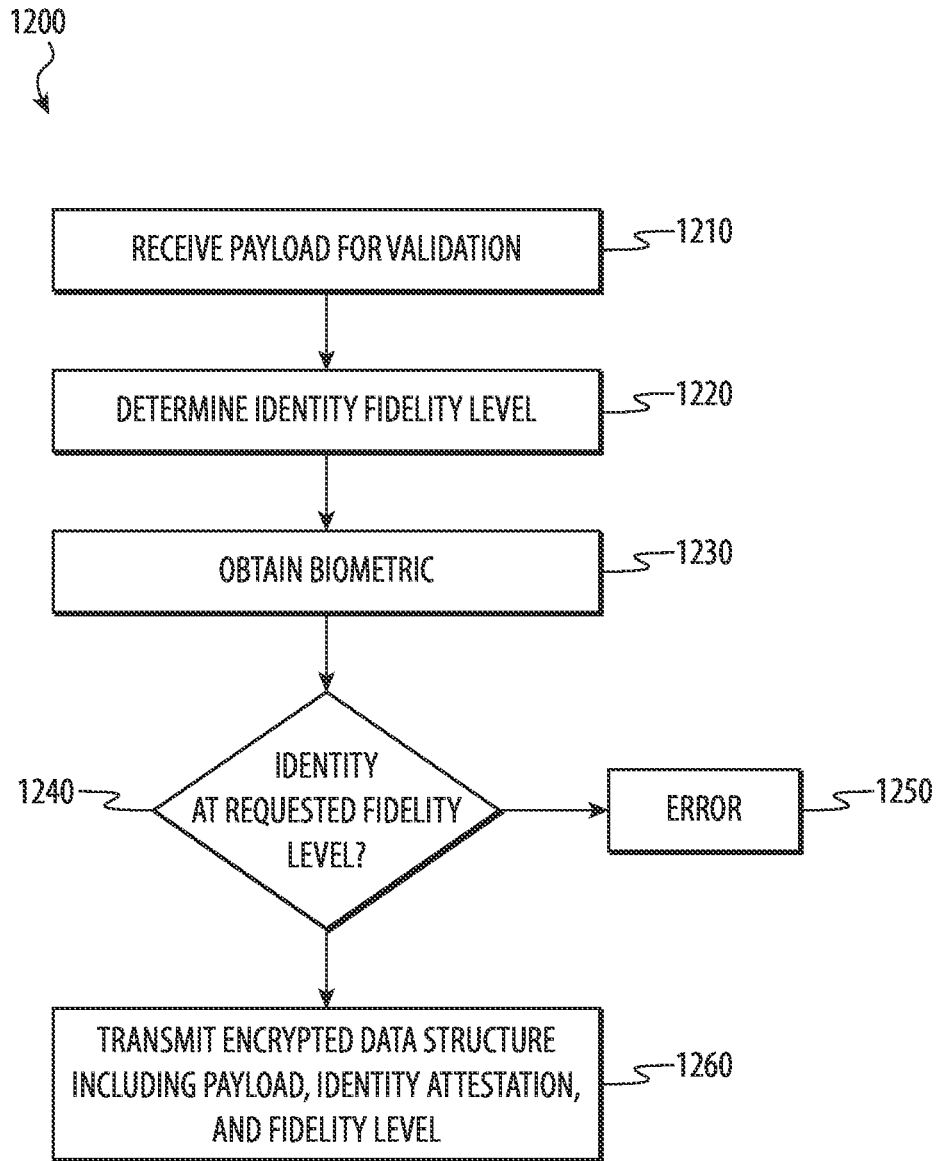 1200
RECEIVE PAYLOAD FOR VALIDATION
1210
DETERMINE IDENTITY FIDELITY LEVEL
1220
OBTAIN BIOMETRIC
1230
1240
IDENTITY
AT REQUESTED FIDELITY
LEVEL?
ERROR
1250
TRANSMIT ENCRYPTED DATA STRUCTURE
INCLUDING PAYLOAD, IDENTITY ATTESTATION,
AND FIDELITY LEVEL
1260